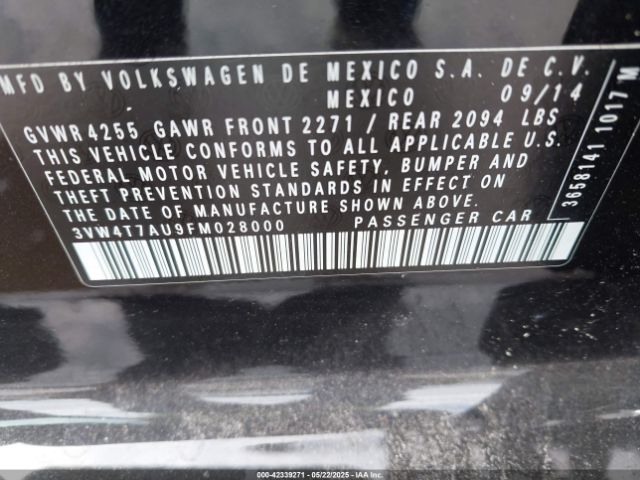 MFD BY VOLKSWAGEN DE MEXICO S.A. DE C.V.
MEXICO 09/14
GVWR 4255 GAWR FRONT 2271 / REAR 2094 LBS
THIS VEHICLE CONFORMS TO ALL APPLICABLE U.S.
FEDERAL MOTOR VEHICLE SAFETY, BUMPER AND
THEFT PREVENTION STANDARDS IN EFFECT ON
THE DATE OF MANUFACTURE SHOWN ABOVE.
3VW4T7AU9FM028000 PASSENGER CAR
3658141 1017 M
000-42339271 - 05/22/2025 - IAAI.COM